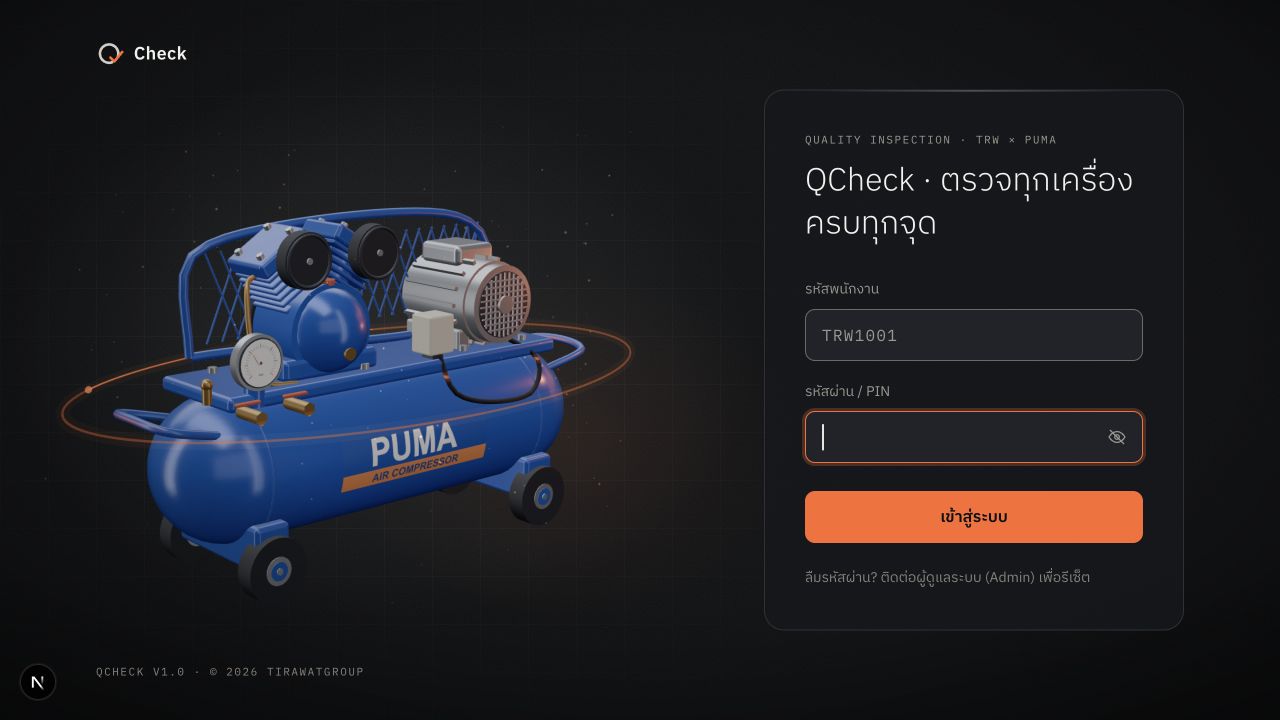 Check
QUALITY INSPECTION · TRW × PUMA
QCheck · ตรวจทุกเครื่อง
ครบทุกจุด
รหัสพนักงาน
TRW1001
รหัสผ่าน / PIN
เข้าสู่ระบบ
ลืมรหัสผ่าน? ติดต่อผู้ดูแลระบบ (Admin) เพื่อรีเซ็ต
PUMA
AIR COMPRESSOR
QCHECK V1.0 · © 2026 TIRAWATGROUP
N